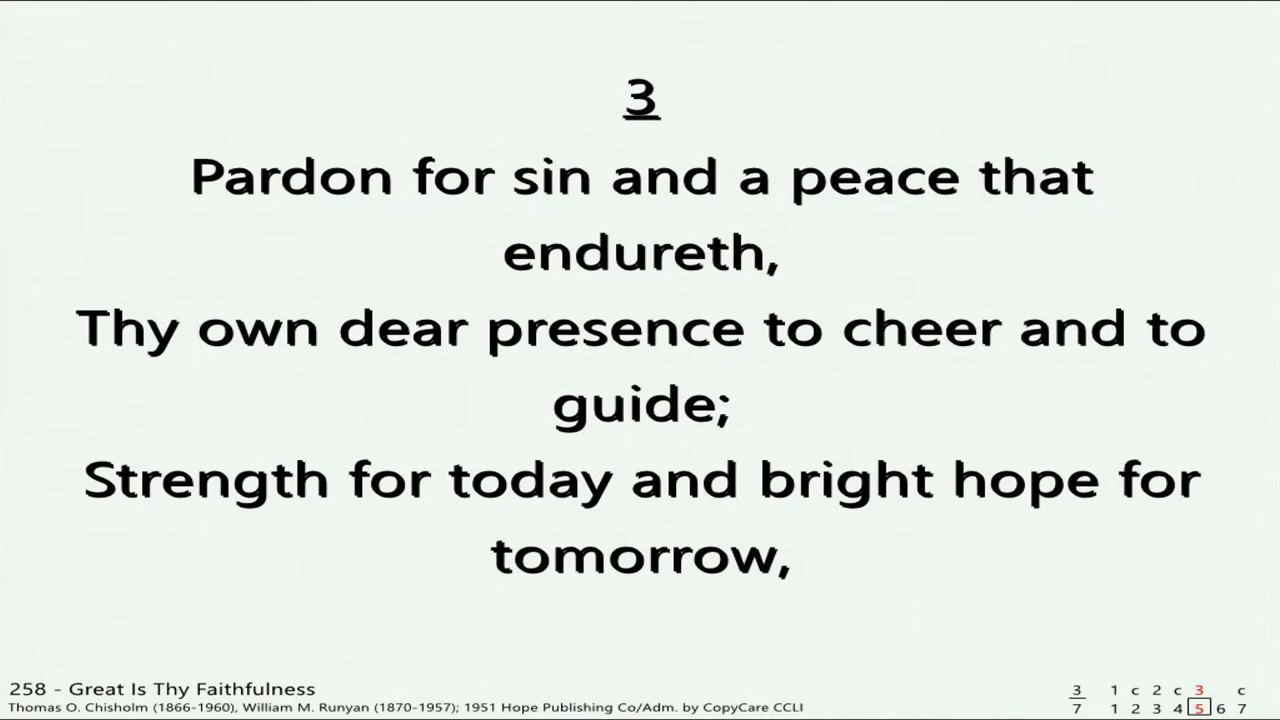 3
Pardon for sin and a peace that
endureth,
Thy own dear presence to cheer and to
guide;
Strength for today and bright hope for
tomorrow,
258 - Great Is Thy Faithfulness
Thomas O. Chisholm (1866-1960), William M. Runyan (1870-1957); 1951 Hope Publishing Co/Adm. by CopyCare CCLI
3 1 c 2 c 3 c
7 1 2 3 4 5 6 7